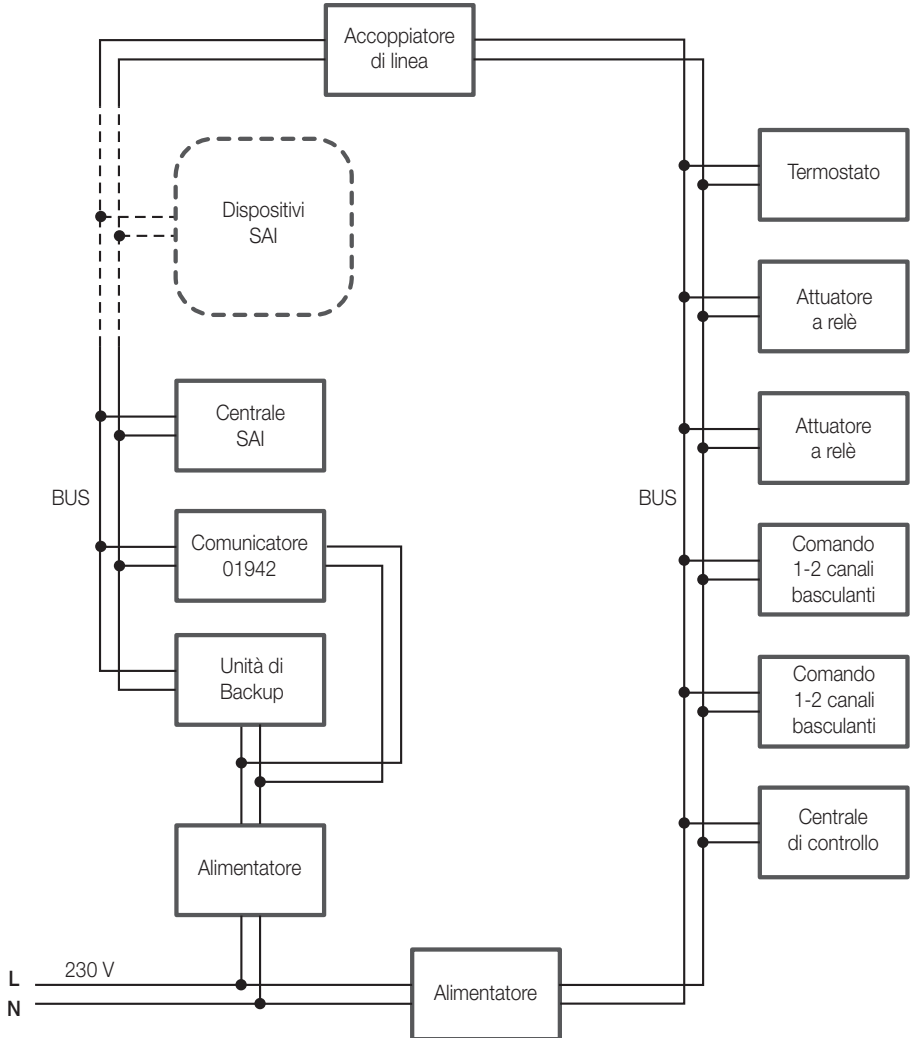 Accoppiatore
di linea
Termostato
Dispositivi
SAI
Attuatore
a relè
Centrale
SAI
Attuatore
a relè
BUS
BUS
Comunicatore
01942
Comando
1-2 canali
basculanti
Unità di
Backup
Comando
1-2 canali
basculanti
Alimentatore
Centrale
di controllo
L
230 V
N
Alimentatore